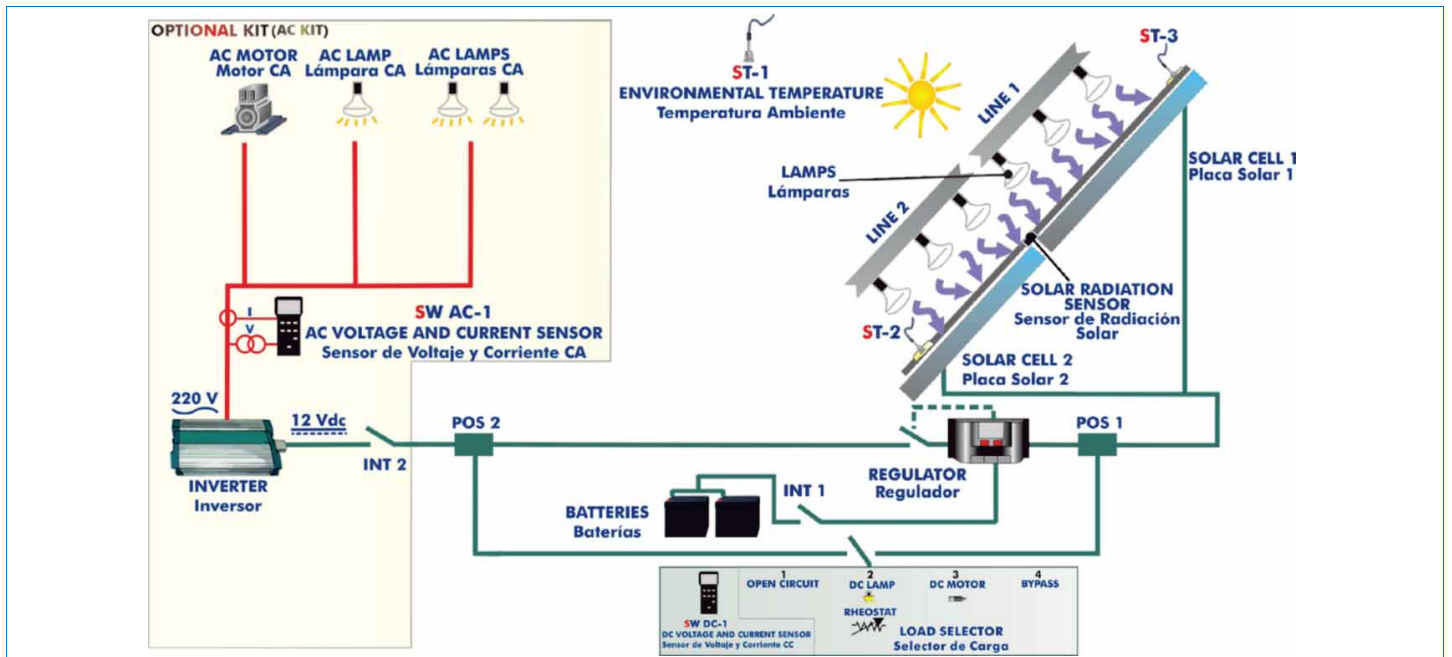 OPTIONAL KIT (AC KIT)
AC MOTOR
Motor CA
AC LAMP
Lámpara CA
AC LAMPS
Lámparas CA
ST-1
ENVIRONMENTAL TEMPERATURE
Temperatura Ambiente
ST-3
LINE 1
LAMPS
Lámparas
LINE 2
SOLAR CELL 1
Placa Solar 1
SOLAR RADIATION
SENSOR
Sensor de Radiación
Solar
ST-2
SOLAR CELL 2
Placa Solar 2
I
V
SW AC-1
AC VOLTAGE AND CURRENT SENSOR
Sensor de Voltaje y Corriente CA
220 V
12 Vdc
INT 2
POS 2
POS 1
INVERTER
Inversor
REGULATOR
Regulador
BATTERIES
Baterías
INT 1
SW DC-1
DC VOLTAGE AND CURRENT SENSOR
Sensor de Voltaje y Corriente CC
1
OPEN CIRCUIT
2
DC LAMP
RHEOSTAT
3
DC MOTOR
4
BYPASS
LOAD SELECTOR
Selector de Carga